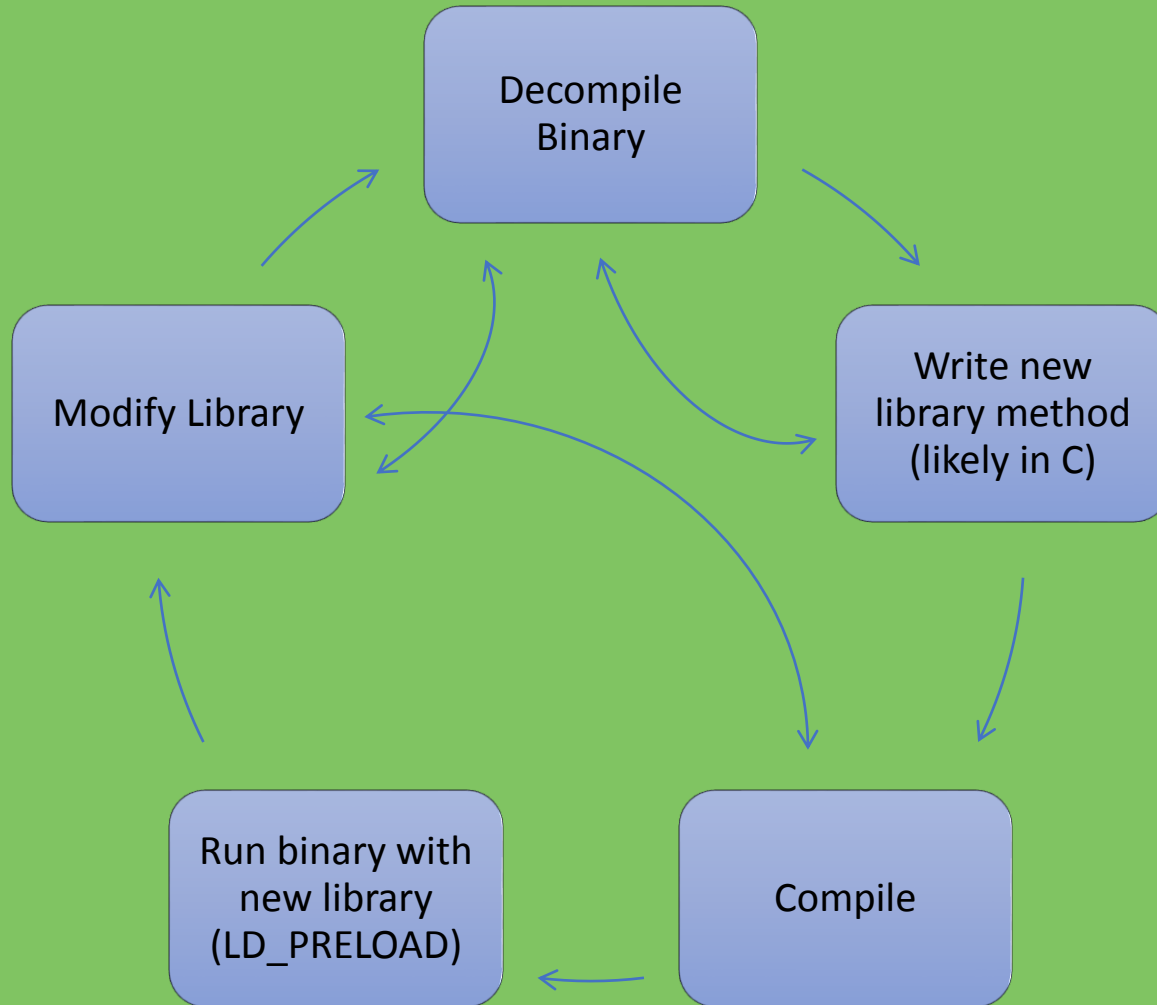 Decompile
Binary
Modify Library
Write new
library method
(likely in C)
Run binary with
new library
(LD_PRELOAD)
Compile